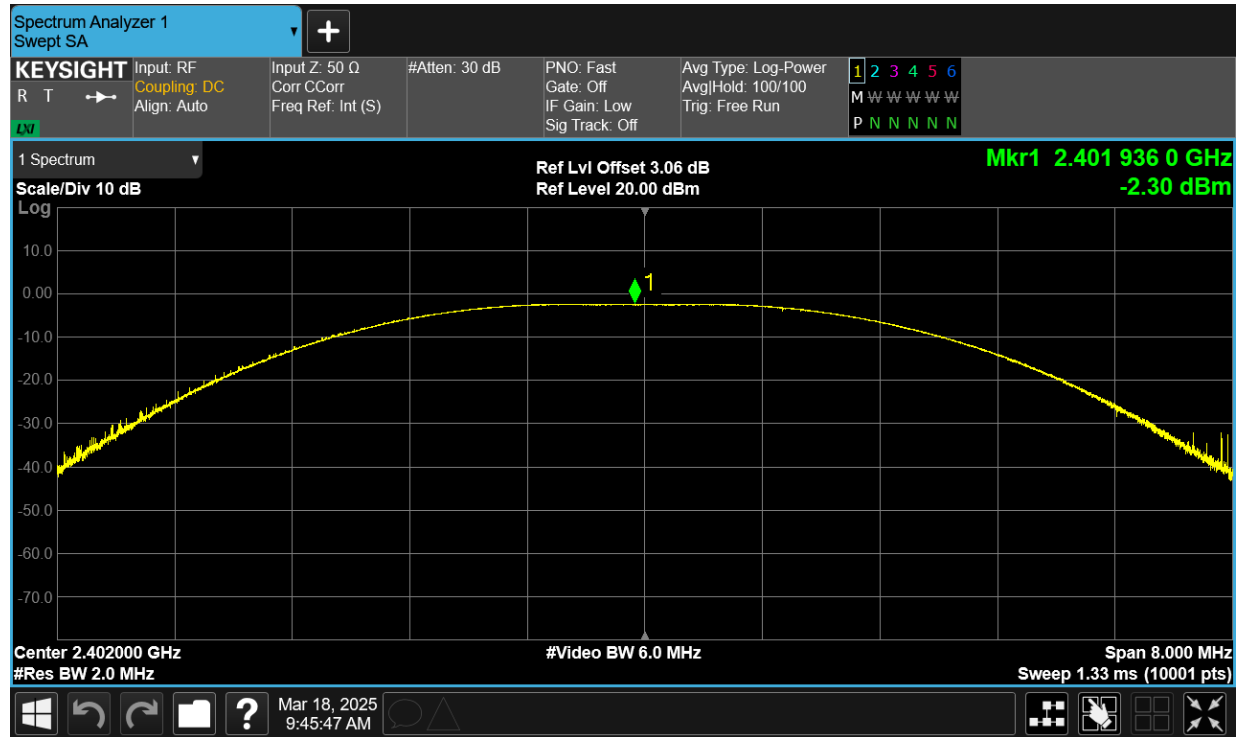 Spectrum Analyzer 1
Swept SA
KEYSIGHT
R T
LXI
Input: RF
Coupling: DC
Align: Auto
Input Z: 50 Ω
Corr CCorr
Freq Ref: Int (S)
#Atten: 30 dB
PNO: Fast
Gate: Off
IF Gain: Low
Sig Track: Off
Avg Type: Log-Power
Avg|Hold: 100/100
Trig: Free Run
1 2 3 4 5 6
M W W W W W
P N N N N N
1 Spectrum
Scale/Div 10 dB
Log
Ref Lvl Offset 3.06 dB
Ref Level 20.00 dBm
Mkr1 2.401 936 0 GHz
-2.30 dBm
1
10.0
0.00
-10.0
-20.0
-30.0
-40.0
-50.0
-60.0
-70.0
Center 2.402000 GHz
#Res BW 2.0 MHz
#Video BW 6.0 MHz
Span 8.000 MHz
Sweep 1.33 ms (10001 pts)
?
Mar 18, 2025
9:45:47 AM